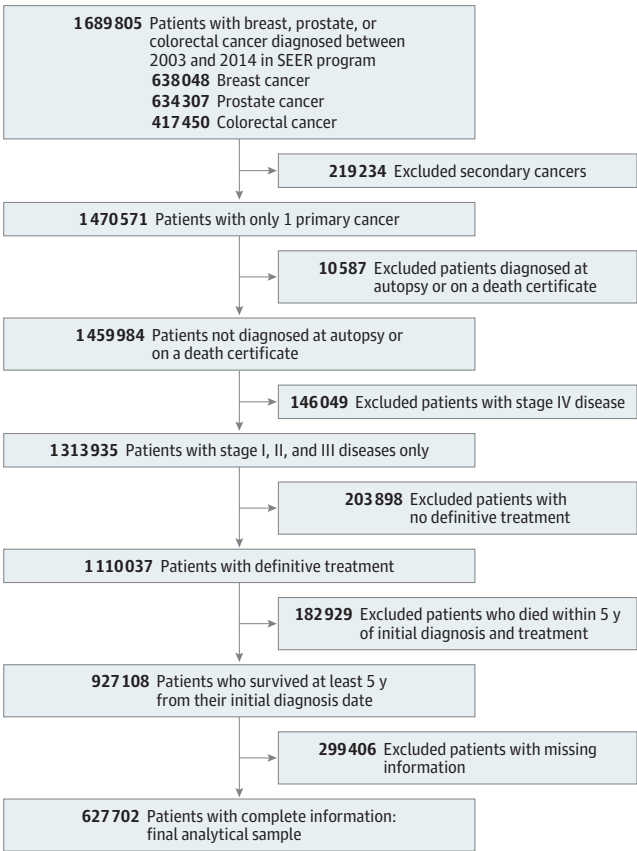 1689805 Patients with breast, prostate, or
colorectal cancer diagnosed between
2003 and 2014 in SEER program
638048 Breast cancer
634307 Prostate cancer
417450 Colorectal cancer
219234 Excluded secondary cancers
1470571 Patients with only 1 primary cancer
10587 Excluded patients diagnosed at
autopsy or on a death certificate
1459984 Patients not diagnosed at autopsy or
on a death certificate
146049 Excluded patients with stage IV disease
1313935 Patients with stage I, II, and III diseases only
203898 Excluded patients with
no definitive treatment
1110037 Patients with definitive treatment
182929 Excluded patients who died within 5 y
of initial diagnosis and treatment
927108 Patients who survived at least 5 y
from their initial diagnosis date
299406 Excluded patients with missing
information
627702 Patients with complete information:
final analytical sample